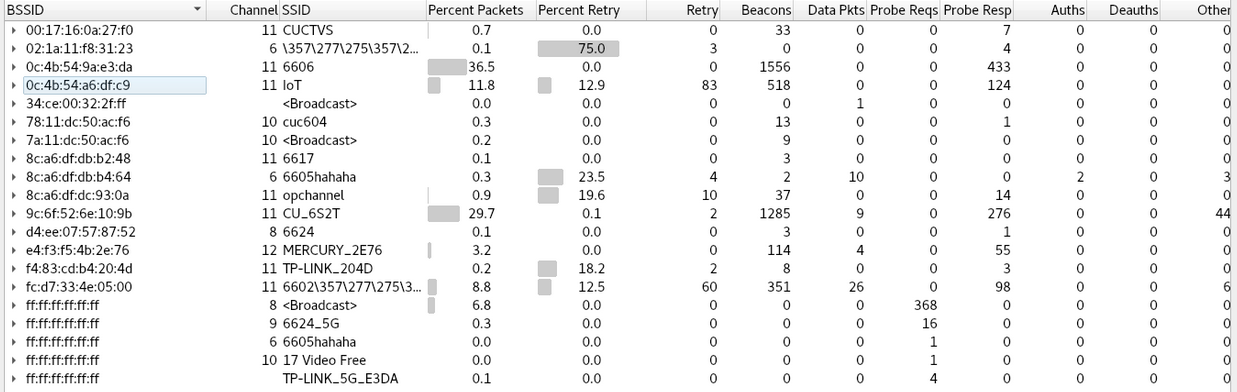 BSSID Channel SSID Percent Packets Percent Retry Retry Beacons Data Pkts Probe Reqs Probe Resp Auths Deauths Other
00:17:16:0a:27:f0 11 CUCTVS 0.7 0.0 0 33 0 0 7 0 0 0
02:1a:11:f8:31:23 6 \357\277\275\357\2... 0.1 75.0 3 0 0 0 4 0 0 0
0c:4b:54:9a:e3:da 11 6606 36.5 0.0 0 1556 0 0 433 0 0 0
0c:4b:54:a6:df:c9 11 IoT 11.8 12.9 83 518 0 0 124 0 0 0
34:ce:00:32:2f:ff <Broadcast> 0.0 0.0 0 0 1 0 0 0 0 0
78:11:dc:50:ac:f6 10 cuc604 0.3 0.0 0 13 0 0 1 0 0 0
7a:11:dc:50:ac:f6 10 <Broadcast> 0.2 0.0 0 9 0 0 0 0 0 0
8c:a6:df:db:b2:48 11 6617 0.1 0.0 0 3 0 0 0 0 0 0
8c:a6:df:db:b4:64 6 6605hahaha 0.3 23.5 4 2 10 0 0 2 0 3
8c:a6:df:dc:93:0a 11 opchannel 0.9 19.6 10 37 0 0 14 0 0 0
9c:6f:52:6e:10:9b 11 CU_6S2T 29.7 0.1 2 1285 9 0 276 0 0 44
d4:ee:07:57:87:52 8 6624 0.1 0.0 0 3 0 0 1 0 0 0
e4:f3:f5:4b:2e:76 12 MERCURY_2E76 3.2 0.0 0 114 4 0 55 0 0 0
f4:83:cd:b4:20:4d 11 TP-LINK_204D 0.2 18.2 2 8 0 0 3 0 0 0
fc:d7:33:4e:05:00 11 6602\357\277\275\3... 8.8 12.5 60 351 26 0 98 0 0 6
ff:ff:ff:ff:ff:ff 8 <Broadcast> 6.8 0.0 0 0 0 368 0 0 0 0
ff:ff:ff:ff:ff:ff 9 6624_5G 0.3 0.0 0 0 0 16 0 0 0 0
ff:ff:ff:ff:ff:ff 6 6605hahaha 0.0 0.0 0 0 0 1 0 0 0 0
ff:ff:ff:ff:ff:ff 10 17 Video Free 0.0 0.0 0 0 0 1 0 0 0 0
ff:ff:ff:ff:ff:ff TP-LINK_5G_E3DA 0.1 0.0 0 0 0 4 0 0 0 0